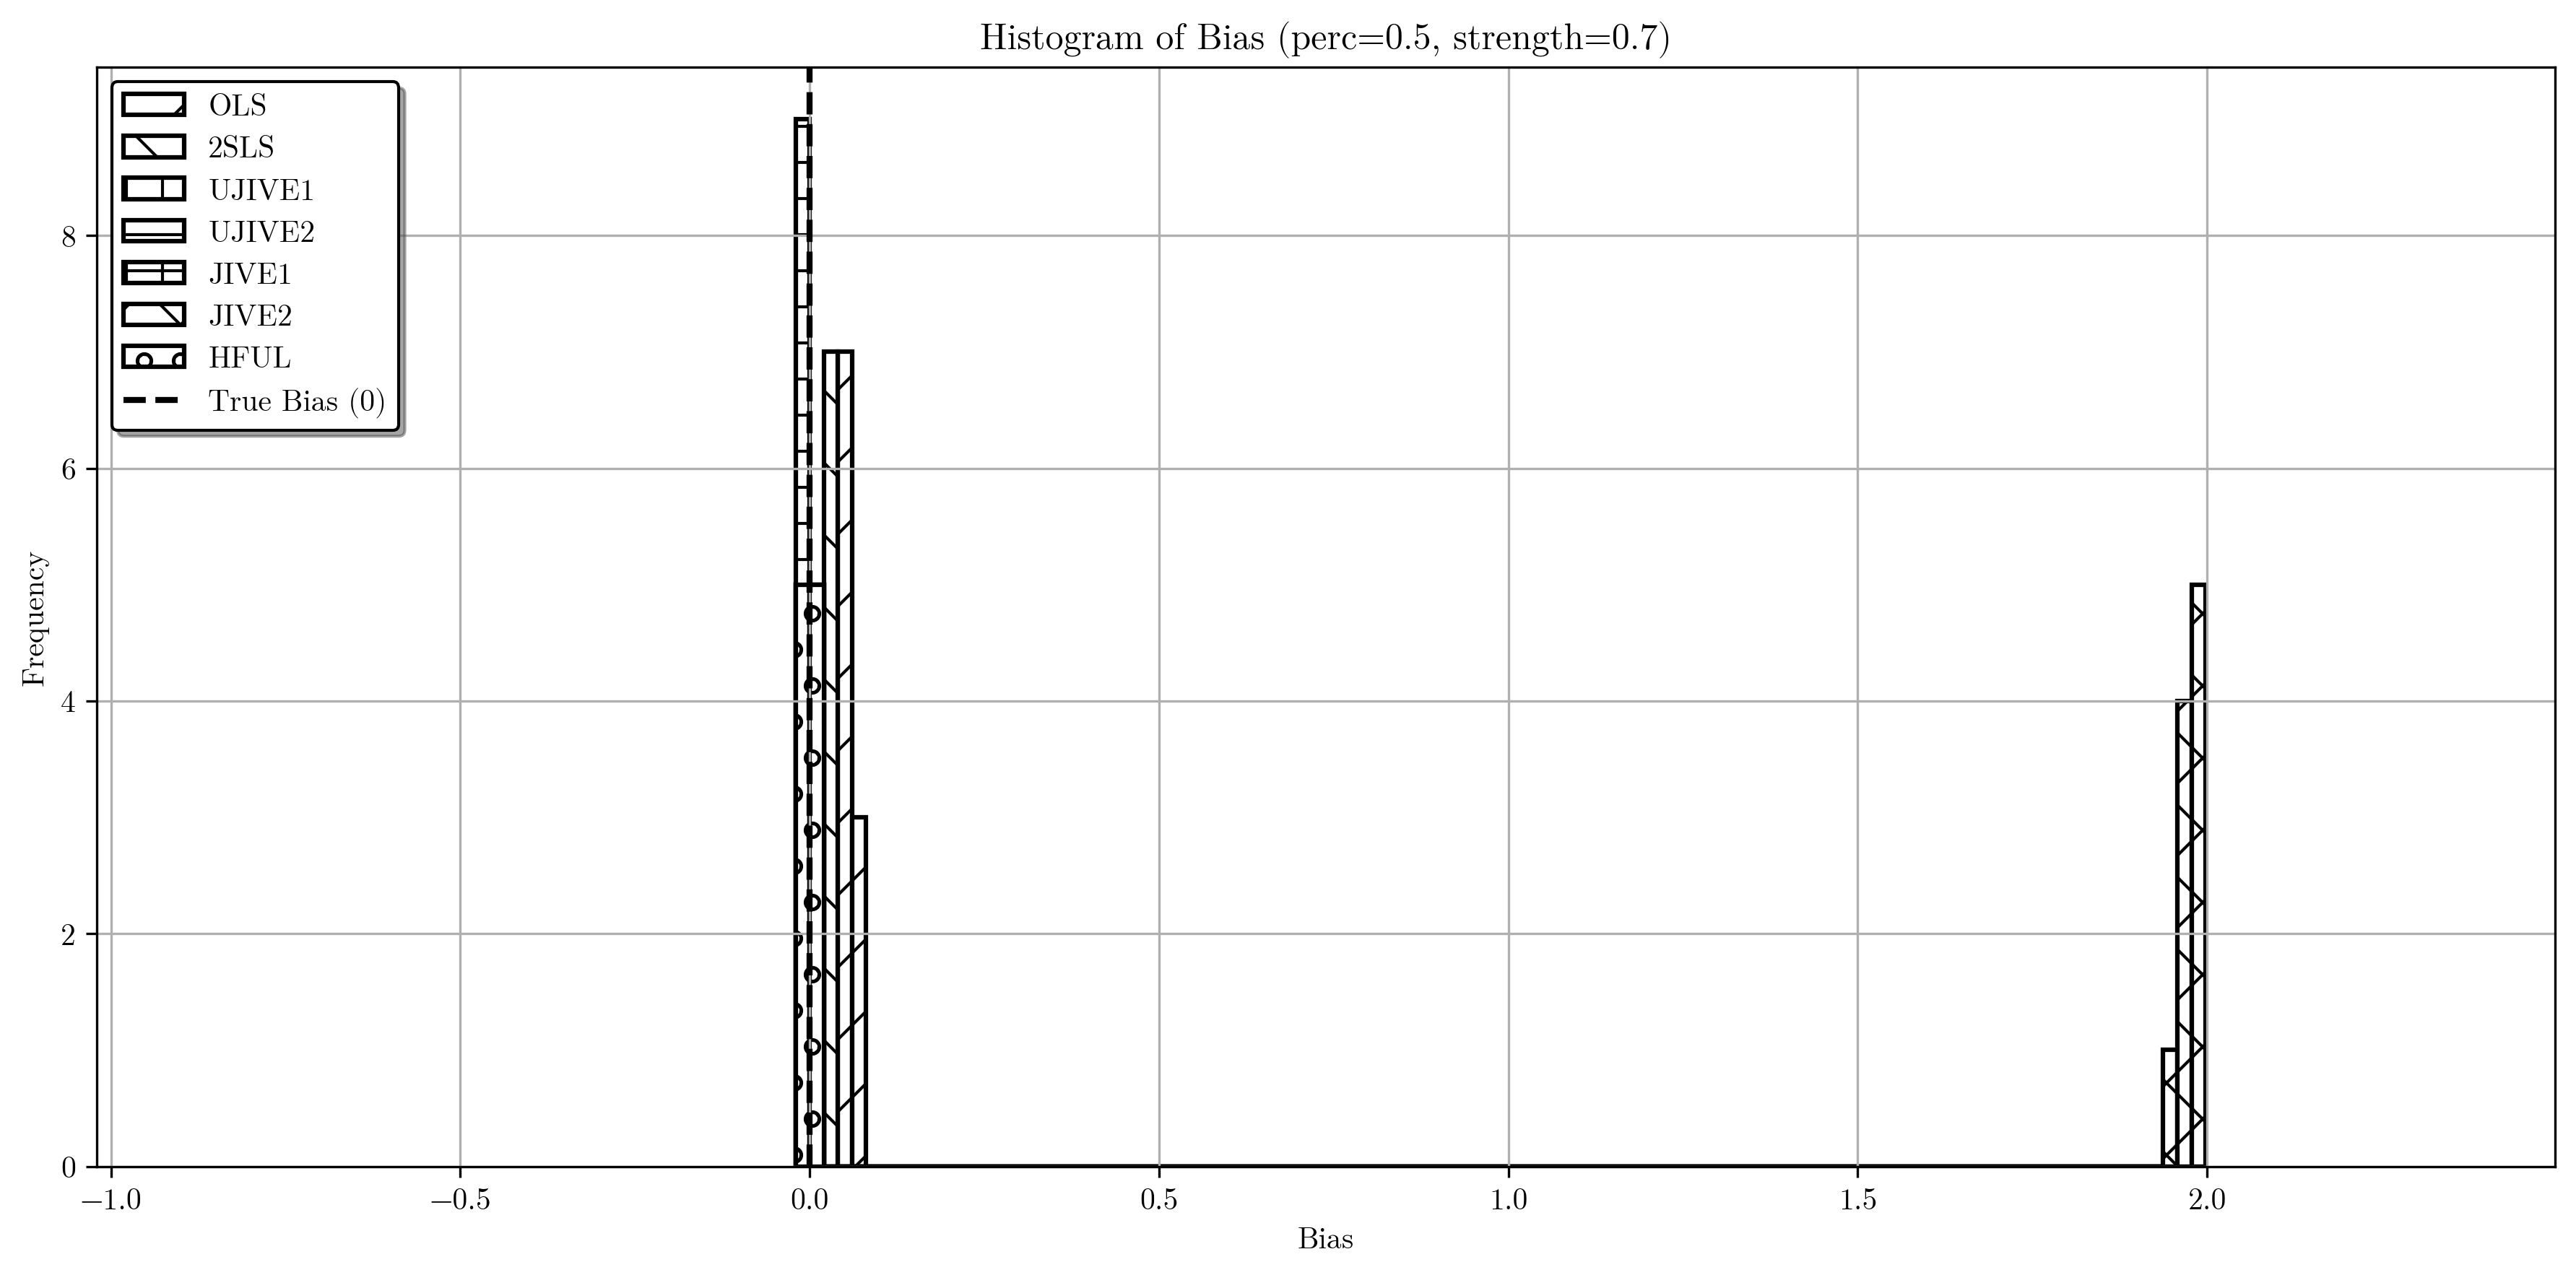 Histogram of Bias (perc=0.5, strength=0.7)
OLS
2SLS
UJIVE1
UJIVE2
JIVE1
JIVE2
HFUL
True Bias (0)
Frequency
8
6
4
2
0
−1.0
−0.5
0.0
0.5
1.0
1.5
2.0
Bias